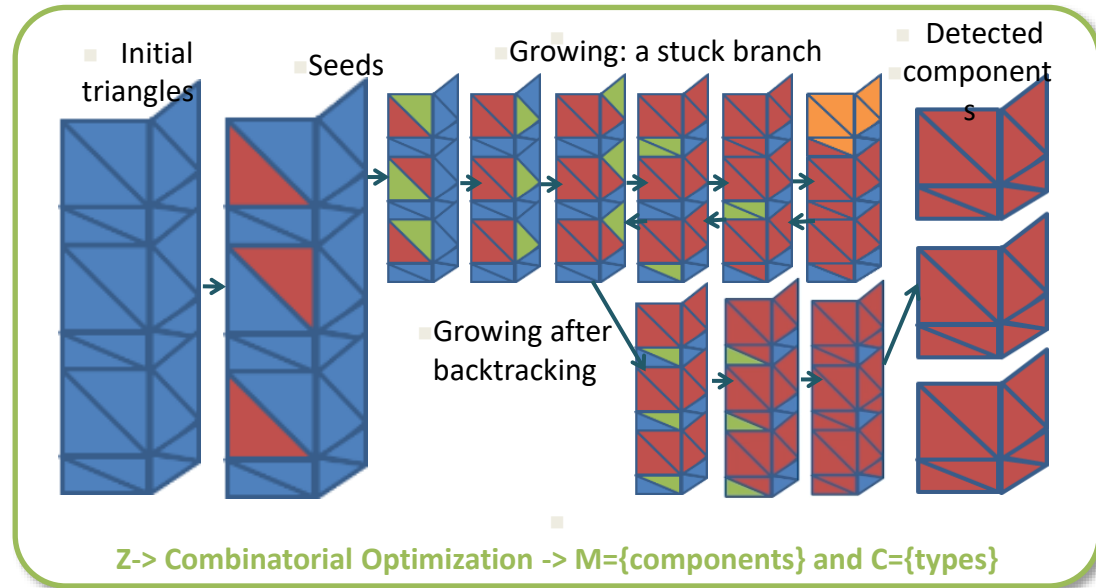 Initial
triangles
Seeds
Growing: a stuck branch
Detected
component
s
Growing after
backtracking
Z-> Combinatorial Optimization -> M={components} and C={types}